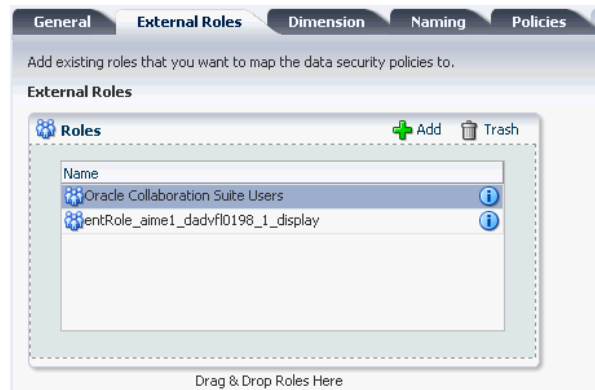 General External Roles Dimension Naming Policies
Add existing roles that you want to map the data security policies to.
External Roles
Roles Add Trash
Name
Oracle Collaboration Suite Users
entRole_aime1_dadvfl0198_1_display
Drag & Drop Roles Here